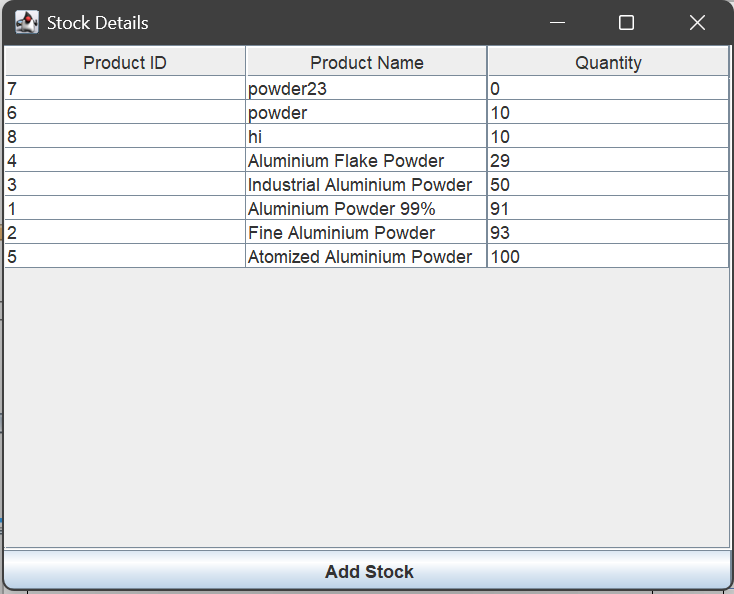 Stock Details
Product ID Product Name Quantity
7 powder23 0
6 powder 10
8 hi 10
4 Aluminium Flake Powder 29
3 Industrial Aluminium Powder 50
1 Aluminium Powder 99% 91
2 Fine Aluminium Powder 93
5 Atomized Aluminium Powder 100
Add Stock